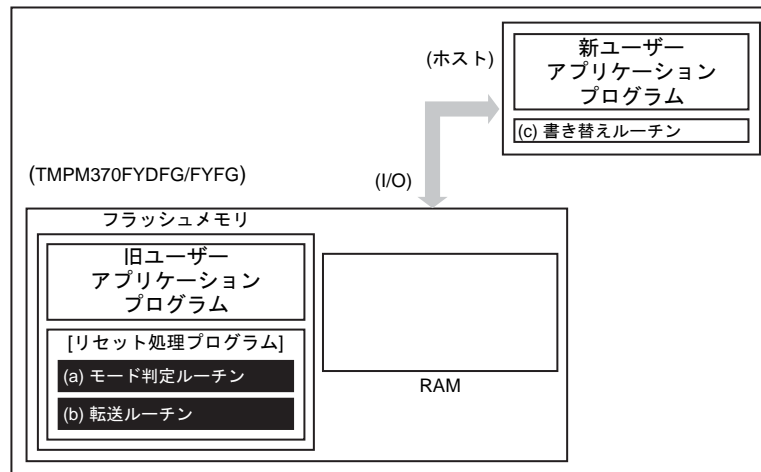 (ホスト)
新ユーザー
アプリケーション
プログラム
(c) 書き替えルーチン
(TMPM370FYDFG/FYFG)
(I/O)
フラッシュメモリ
旧ユーザー
アプリケーション
プログラム
[リセット処理プログラム]
(a) モード判定ルーチン
(b) 転送ルーチン
RAM